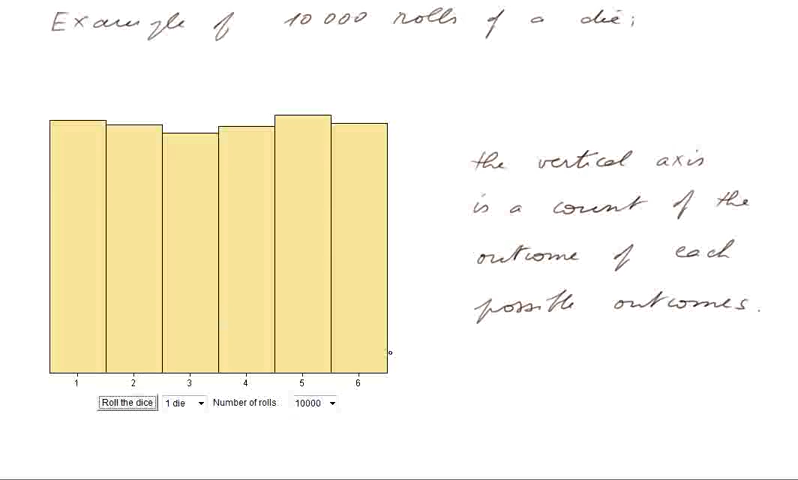 Example of 10 000 rolls of a die;
the vertical axis
is a count of the
outcome of each
possible outcomes.
1 2 3 4 5 6
Roll the dice 1 die Number of rolls: 10000